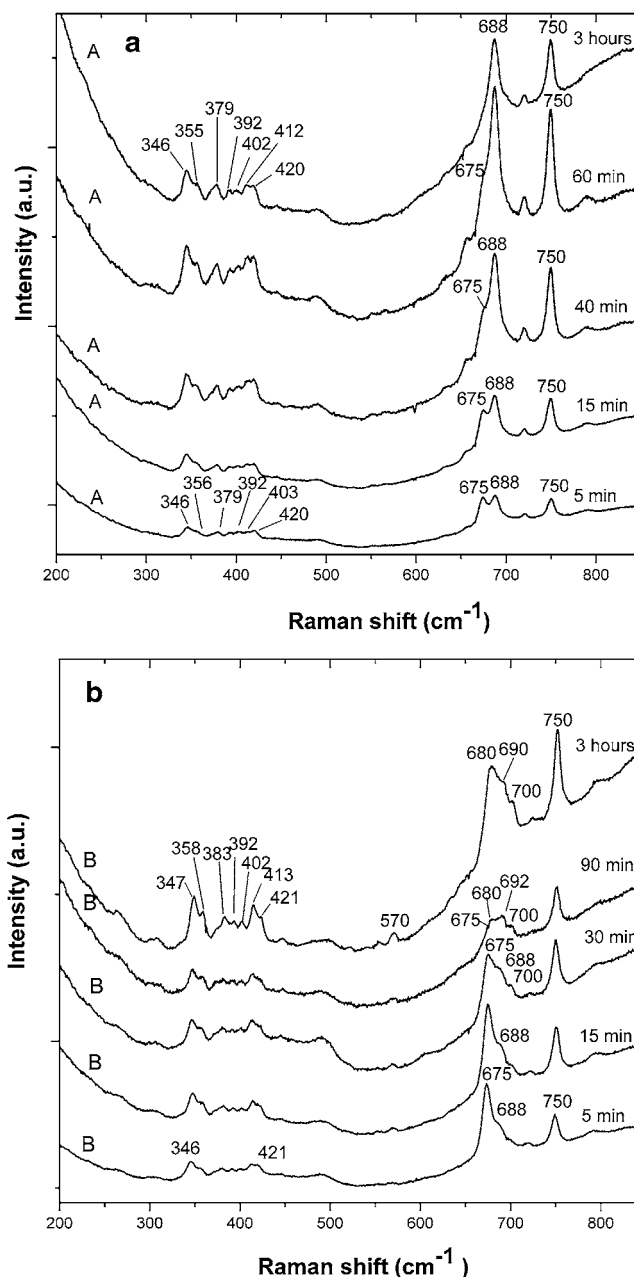 a
688
750
3 hours
A
379
355
392
402
412
346
420
675
750
60 min
A
688
750
675
40 min
A
688
750
675
15 min
A
356
392
403
346
379
420
675
688
750
5 min
A
200
300
400
500
600
700
800
Raman shift (cm-1)
Intensity (a.u.)
b
750
680
690
3 hours
700
B
358
392
383
402
347
413
421
570
B
680
692
90 min
675
700
675
30 min
688
700
B
688
15 min
B
675
688
750
5 min
B
346
421
200
300
400
500
600
700
800
Raman shift (cm-1)
Intensity (a.u.)